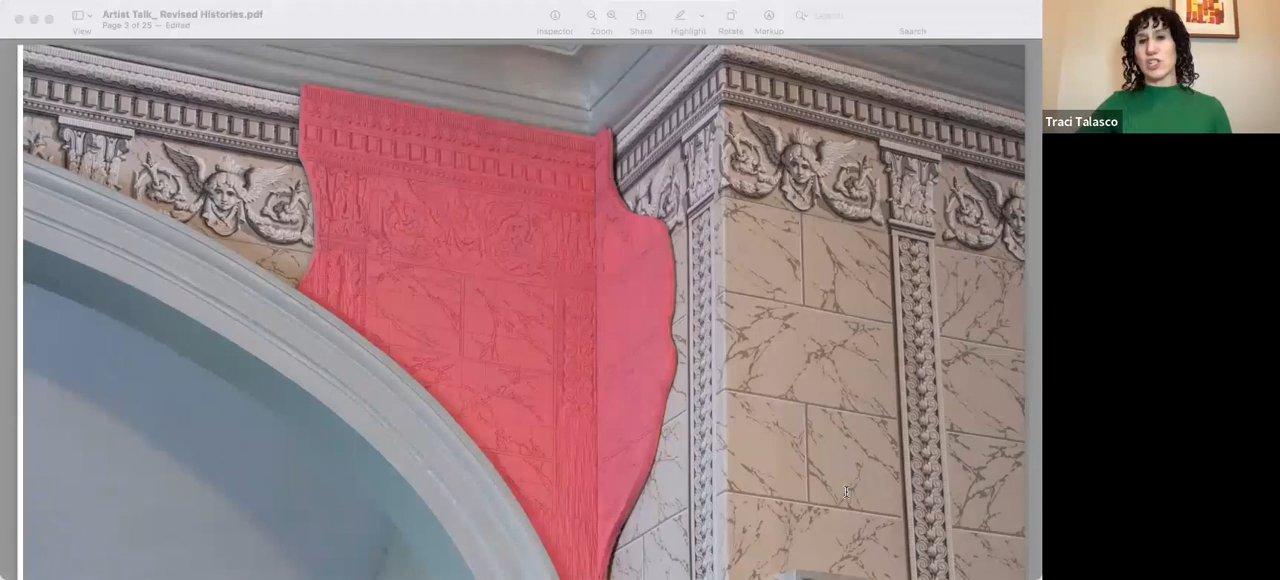 Artist Talk_ Revised Histories.pdf
Page 3 of 25 — Edited
View
Inspector
Zoom
Share
Highlight
Rotate
Markup
Search
Search
Traci Talasco